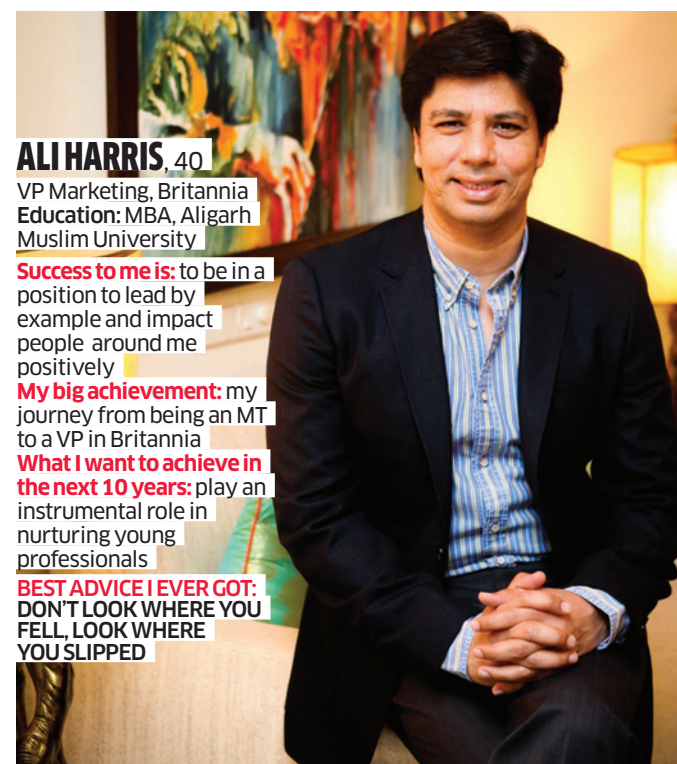 ALI HARRIS, 40
VP Marketing, Britannia
Education: MBA, Aligarh
Muslim University
Success to me is: to be in a
position to lead by
example and impact
people around me
positively
My big achievement: my
journey from being an MT
to a VP in Britannia
What I want to achieve in
the next 10 years: play an
instrumental role in
nurturing young
professionals
BEST ADVICE I EVER GOT:
DON'T LOOK WHERE YOU
FELL, LOOK WHERE
YOU SLIPPED